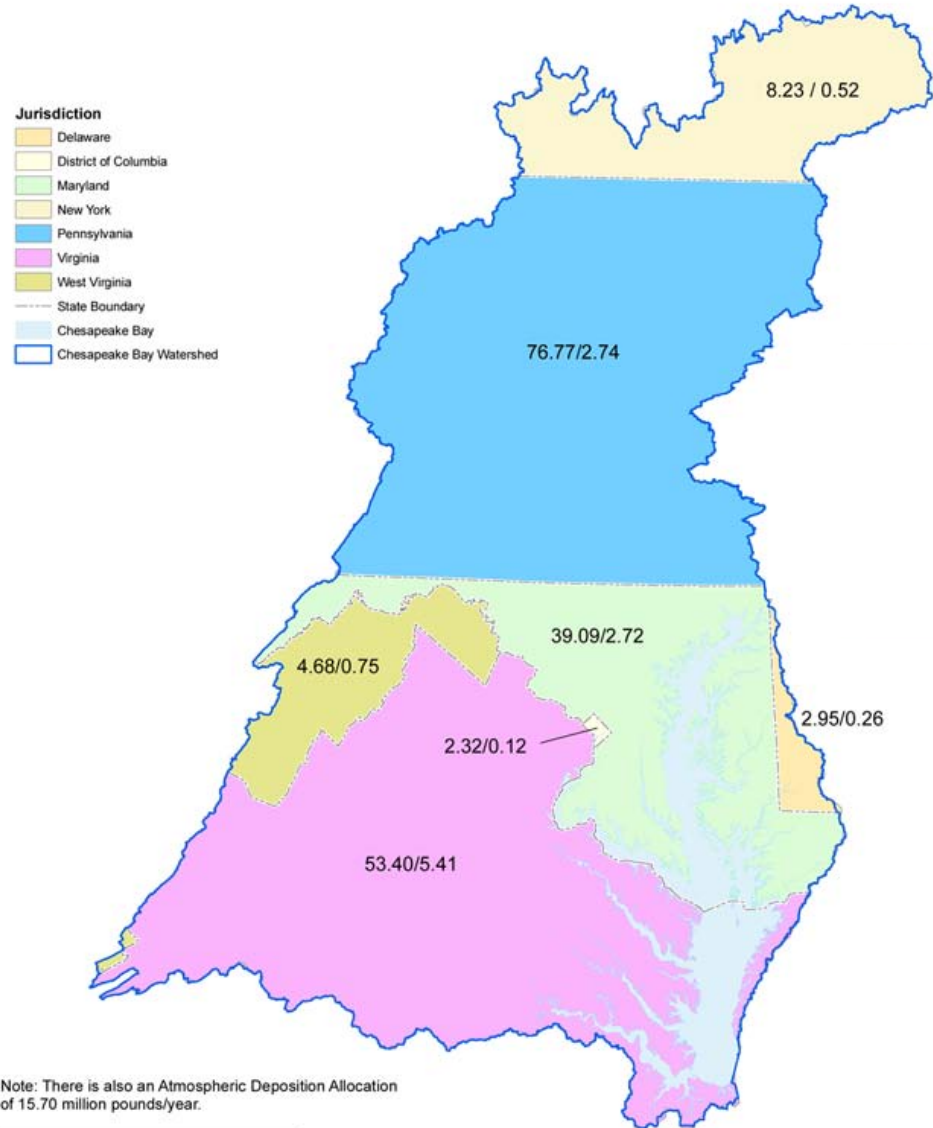 Jurisdiction
Delaware
District of Columbia
Maryland
New York
Pennsylvania
Virginia
West Virginia
State Boundary
Chesapeake Bay
Chesapeake Bay Watershed
8.23 / 0.52
76.77/2.74
39.09/2.72
4.68/0.75
2.95/0.26
2.32/0.12
53.40/5.41
Note: There is also an Atmospheric Deposition Allocation
of 15.70 million pounds/year.